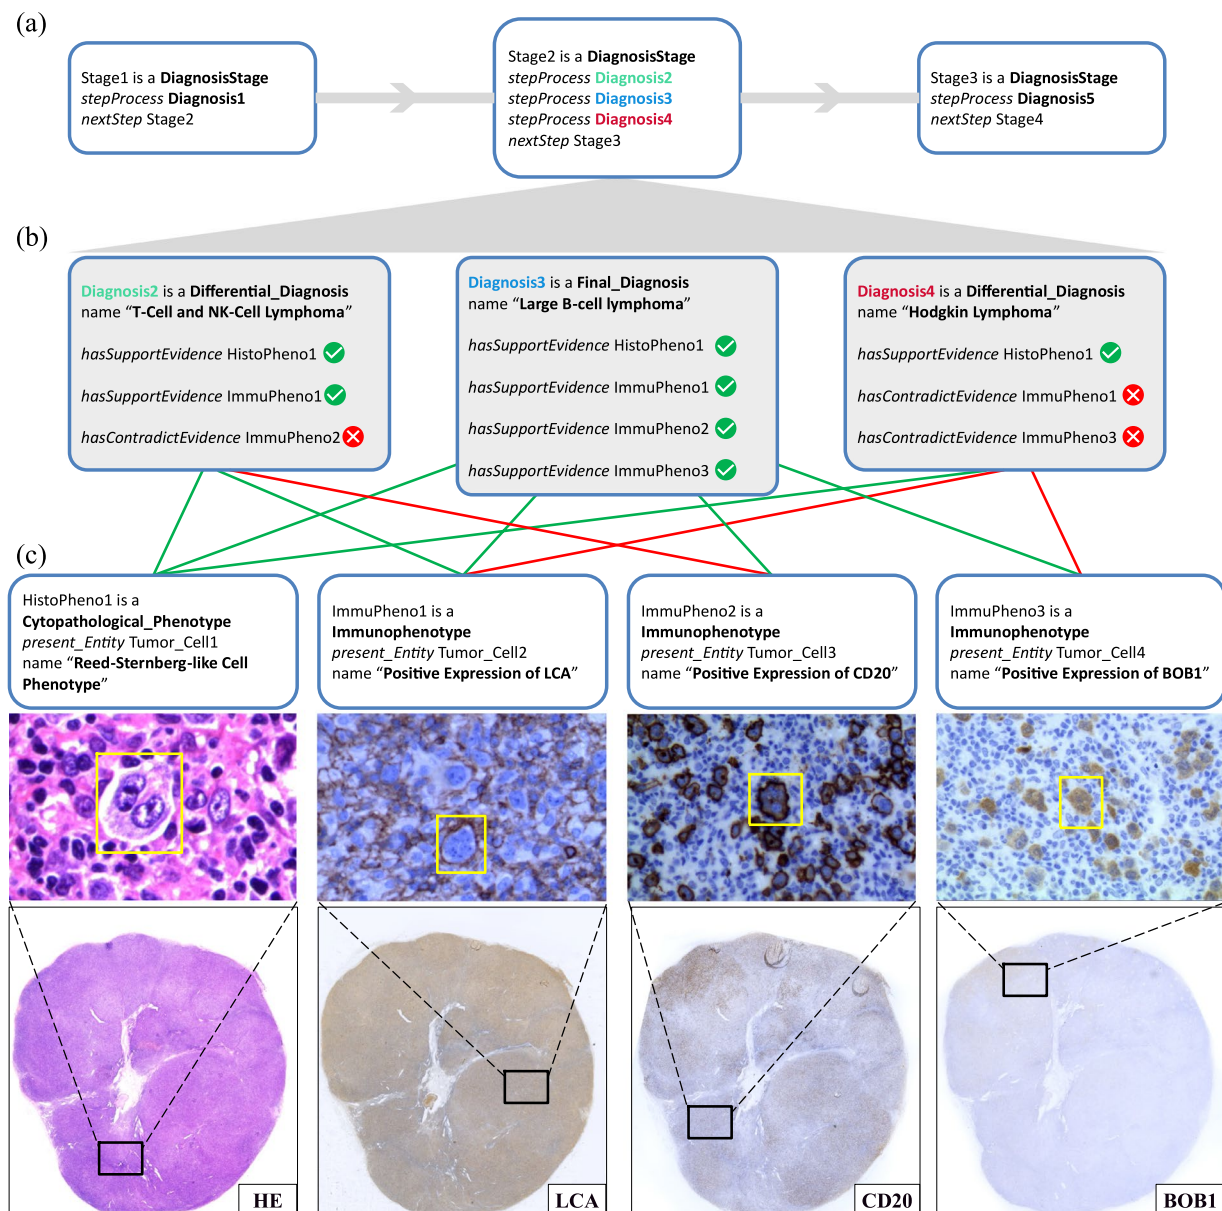 (a)
Stage1 is a DiagnosisStage
stepProcess Diagnosis1
nextStep Stage2
Stage2 is a DiagnosisStage
stepProcess Diagnosis2
stepProcess Diagnosis3
stepProcess Diagnosis4
nextStep Stage3
Stage3 is a DiagnosisStage
stepProcess Diagnosis5
nextStep Stage4
(b)
Diagnosis2 is a Differential_Diagnosis
name “T-Cell and NK-Cell Lymphoma”
hasSupportEvidence HistoPheno1
hasSupportEvidence ImmuPheno1
hasContradictEvidence ImmuPheno2
Diagnosis3 is a Final_Diagnosis
name “Large B-cell lymphoma”
hasSupportEvidence HistoPheno1
hasSupportEvidence ImmuPheno1
hasSupportEvidence ImmuPheno2
hasSupportEvidence ImmuPheno3
Diagnosis4 is a Differential_Diagnosis
name “Hodgkin Lymphoma”
hasSupportEvidence HistoPheno1
hasContradictEvidence ImmuPheno1
hasContradictEvidence ImmuPheno3
(c)
HistoPheno1 is a
Cytopathological_Phenotype
present_Entity Tumor_Cell1
name “Reed-Sternberg-like Cell
Phenotype”
ImmuPheno1 is a
Immunophenotype
present_Entity Tumor_Cell2
name “Positive Expression of LCA”
ImmuPheno2 is a
Immunophenotype
present_Entity Tumor_Cell3
name “Positive Expression of CD20”
ImmuPheno3 is a
Immunophenotype
present_Entity Tumor_Cell4
name “Positive Expression of BOB1”
HE
LCA
CD20
BOB1